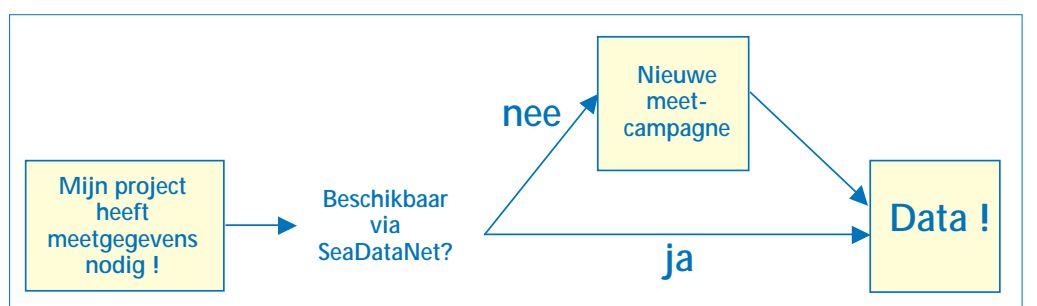 Mijn project
heeft
meetgegevens
nodig !
Beschikbaar
via
SeaDataNet?
nee
Nieuwe
meet-
campagne
ja
Data !